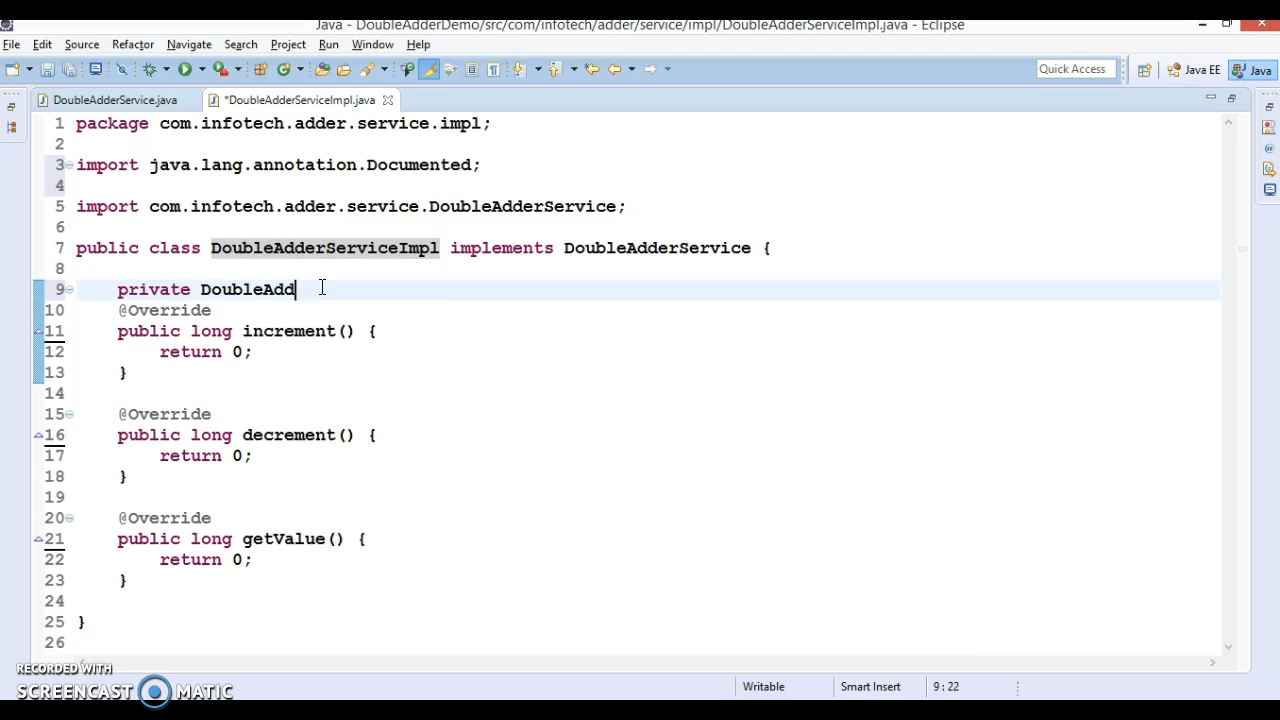 Java - DoubleAdderDemo/src/com/infotech/adder/service/impl/DoubleAdderServiceImpl.java - Eclipse
File Edit Source Refactor Navigate Search Project Run Window Help
Quick Access Java EE Java
DoubleAdderService.java *DoubleAdderServiceImpl.java
1 package com.infotech.adder.service.impl;
2
3 import java.lang.annotation.Documented;
4
5 import com.infotech.adder.service.DoubleAdderService;
6
7 public class DoubleAdderServiceImpl implements DoubleAdderService {
8
9 private DoubleAdd
10 @Override
11 public long increment() {
12 return 0;
13 }
14
15 @Override
16 public long decrement() {
17 return 0;
18 }
19
20 @Override
21 public long getValue() {
22 return 0;
23 }
24
25 }
26
RECORDED WITH
SCREENCAST MATIC
Writable Smart Insert 9 : 22